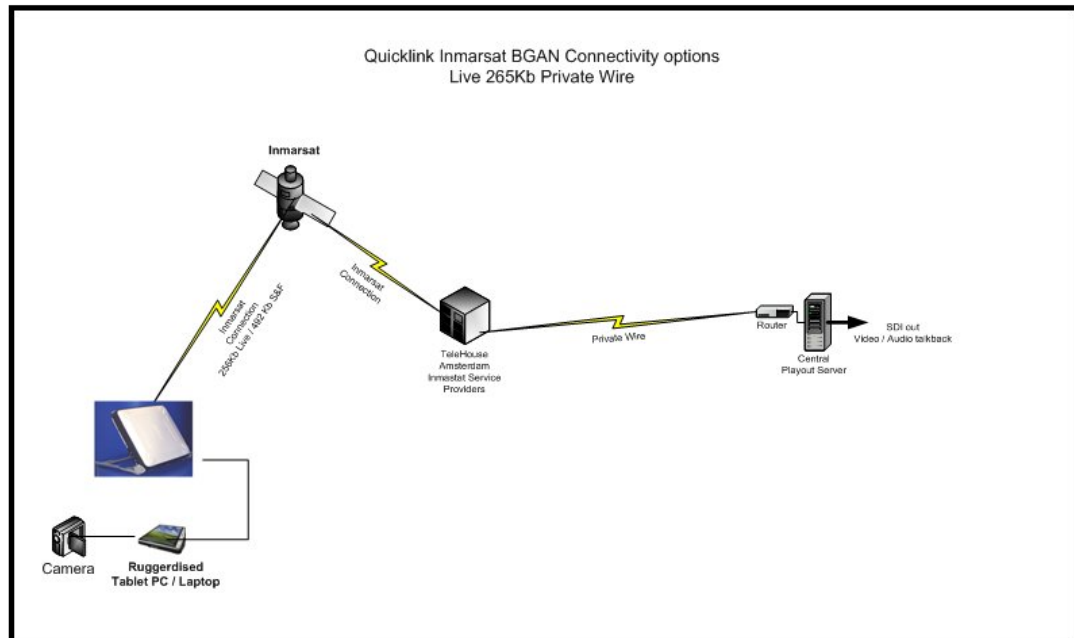 Quicklink Inmarsat BGAN Connectivity options
Live 265Kb Private Wire
Inmarsat
Inmarsat
Connection
256Kb Live / 492 Kb S&F
Inmarsat
Connection
TeleHouse
Amsterdam
Inmastat Service
Providers
Private Wire
Router
Central
Playout Server
SDI out
Video / Audio talkback
Camera
Ruggerdised
Tablet PC / Laptop